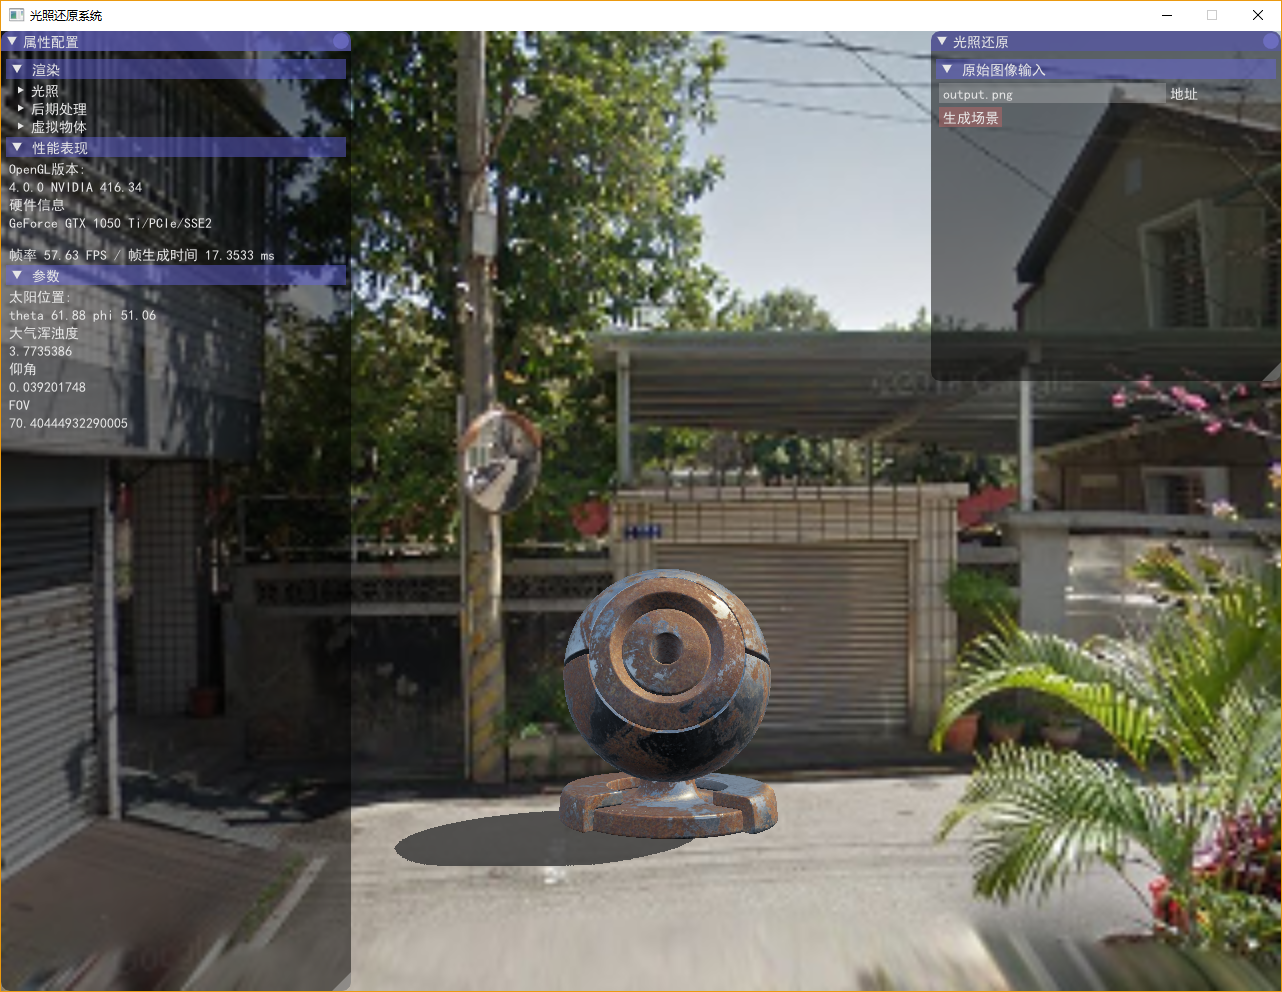 光照还原系统
属性配置
渲染
光照
后期处理
虚拟物体
性能表现
OpenGL版本:
4.0.0 NVIDIA 416.34
硬件信息
GeForce GTX 1050 Ti/PCIe/SSE2
帧率 57.63 FPS / 帧生成时间 17.3533 ms
参数
太阳位置:
theta 61.88 phi 51.06
大气浑浊度
3.7735386
仰角
0.039201748
FOV
70.40444932290005
光照还原
原始图像输入
output.png 地址
生成场景